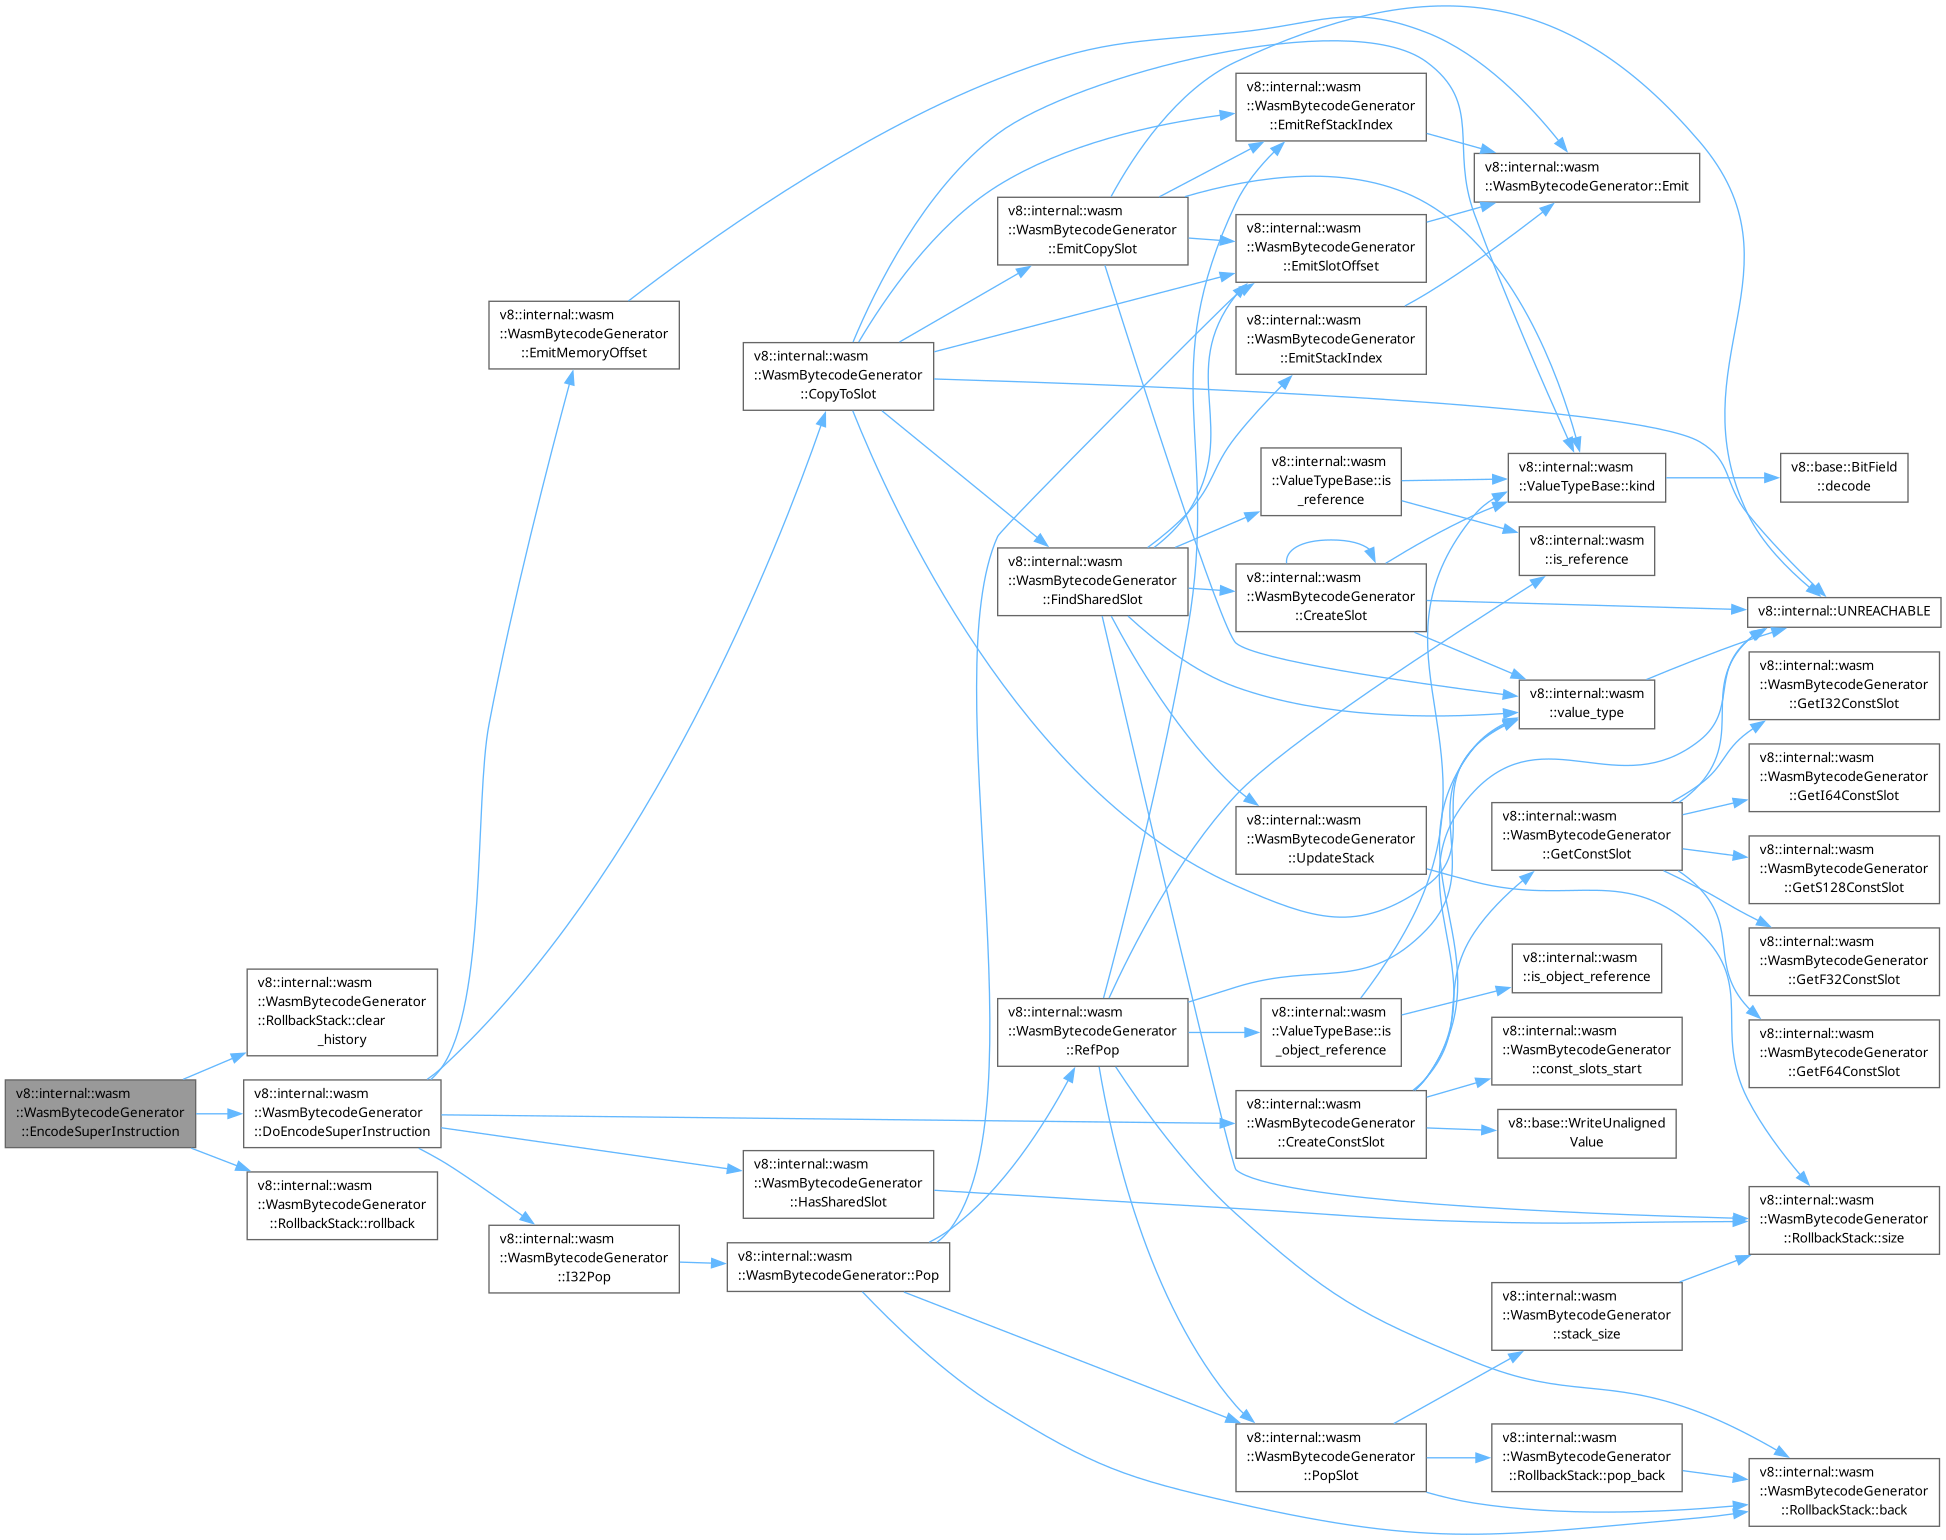 v8::internal::wasm
::WasmBytecodeGenerator
::EncodeSuperInstruction
v8::internal::wasm
::WasmBytecodeGenerator
::RollbackStack::clear
_history
v8::internal::wasm
::WasmBytecodeGenerator
::DoEncodeSuperInstruction
v8::internal::wasm
::WasmBytecodeGenerator
::RollbackStack::rollback
v8::internal::wasm
::WasmBytecodeGenerator
::EmitMemoryOffset
v8::internal::wasm
::WasmBytecodeGenerator
::I32Pop
v8::internal::wasm
::WasmBytecodeGenerator
::CopyToSlot
v8::internal::wasm
::WasmBytecodeGenerator
::HasSharedSlot
v8::internal::wasm
::WasmBytecodeGenerator::Pop
v8::internal::wasm
::WasmBytecodeGenerator
::EmitCopySlot
v8::internal::wasm
::WasmBytecodeGenerator
::FindSharedSlot
v8::internal::wasm
::WasmBytecodeGenerator
::RefPop
v8::internal::wasm
::WasmBytecodeGenerator
::EmitRefStackIndex
v8::internal::wasm
::WasmBytecodeGenerator
::EmitSlotOffset
v8::internal::wasm
::WasmBytecodeGenerator
::EmitStackIndex
v8::internal::wasm
::ValueTypeBase::is
_reference
v8::internal::wasm
::WasmBytecodeGenerator
::CreateSlot
v8::internal::wasm
::WasmBytecodeGenerator
::UpdateStack
v8::internal::wasm
::ValueTypeBase::is
_object_reference
v8::internal::wasm
::WasmBytecodeGenerator
::CreateConstSlot
v8::internal::wasm
::WasmBytecodeGenerator
::PopSlot
v8::internal::wasm
::WasmBytecodeGenerator::Emit
v8::internal::wasm
::ValueTypeBase::kind
v8::internal::wasm
::is_reference
v8::internal::wasm
::value_type
v8::internal::wasm
::WasmBytecodeGenerator
::GetConstSlot
v8::internal::wasm
::is_object_reference
v8::internal::wasm
::WasmBytecodeGenerator
::const_slots_start
v8::base::WriteUnaligned
Value
v8::internal::wasm
::WasmBytecodeGenerator
::stack_size
v8::internal::wasm
::WasmBytecodeGenerator
::RollbackStack::pop_back
v8::base::BitField
::decode
v8::internal::UNREACHABLE
v8::internal::wasm
::WasmBytecodeGenerator
::GetI32ConstSlot
v8::internal::wasm
::WasmBytecodeGenerator
::GetI64ConstSlot
v8::internal::wasm
::WasmBytecodeGenerator
::GetS128ConstSlot
v8::internal::wasm
::WasmBytecodeGenerator
::GetF32ConstSlot
v8::internal::wasm
::WasmBytecodeGenerator
::GetF64ConstSlot
v8::internal::wasm
::WasmBytecodeGenerator
::RollbackStack::size
v8::internal::wasm
::WasmBytecodeGenerator
::RollbackStack::back